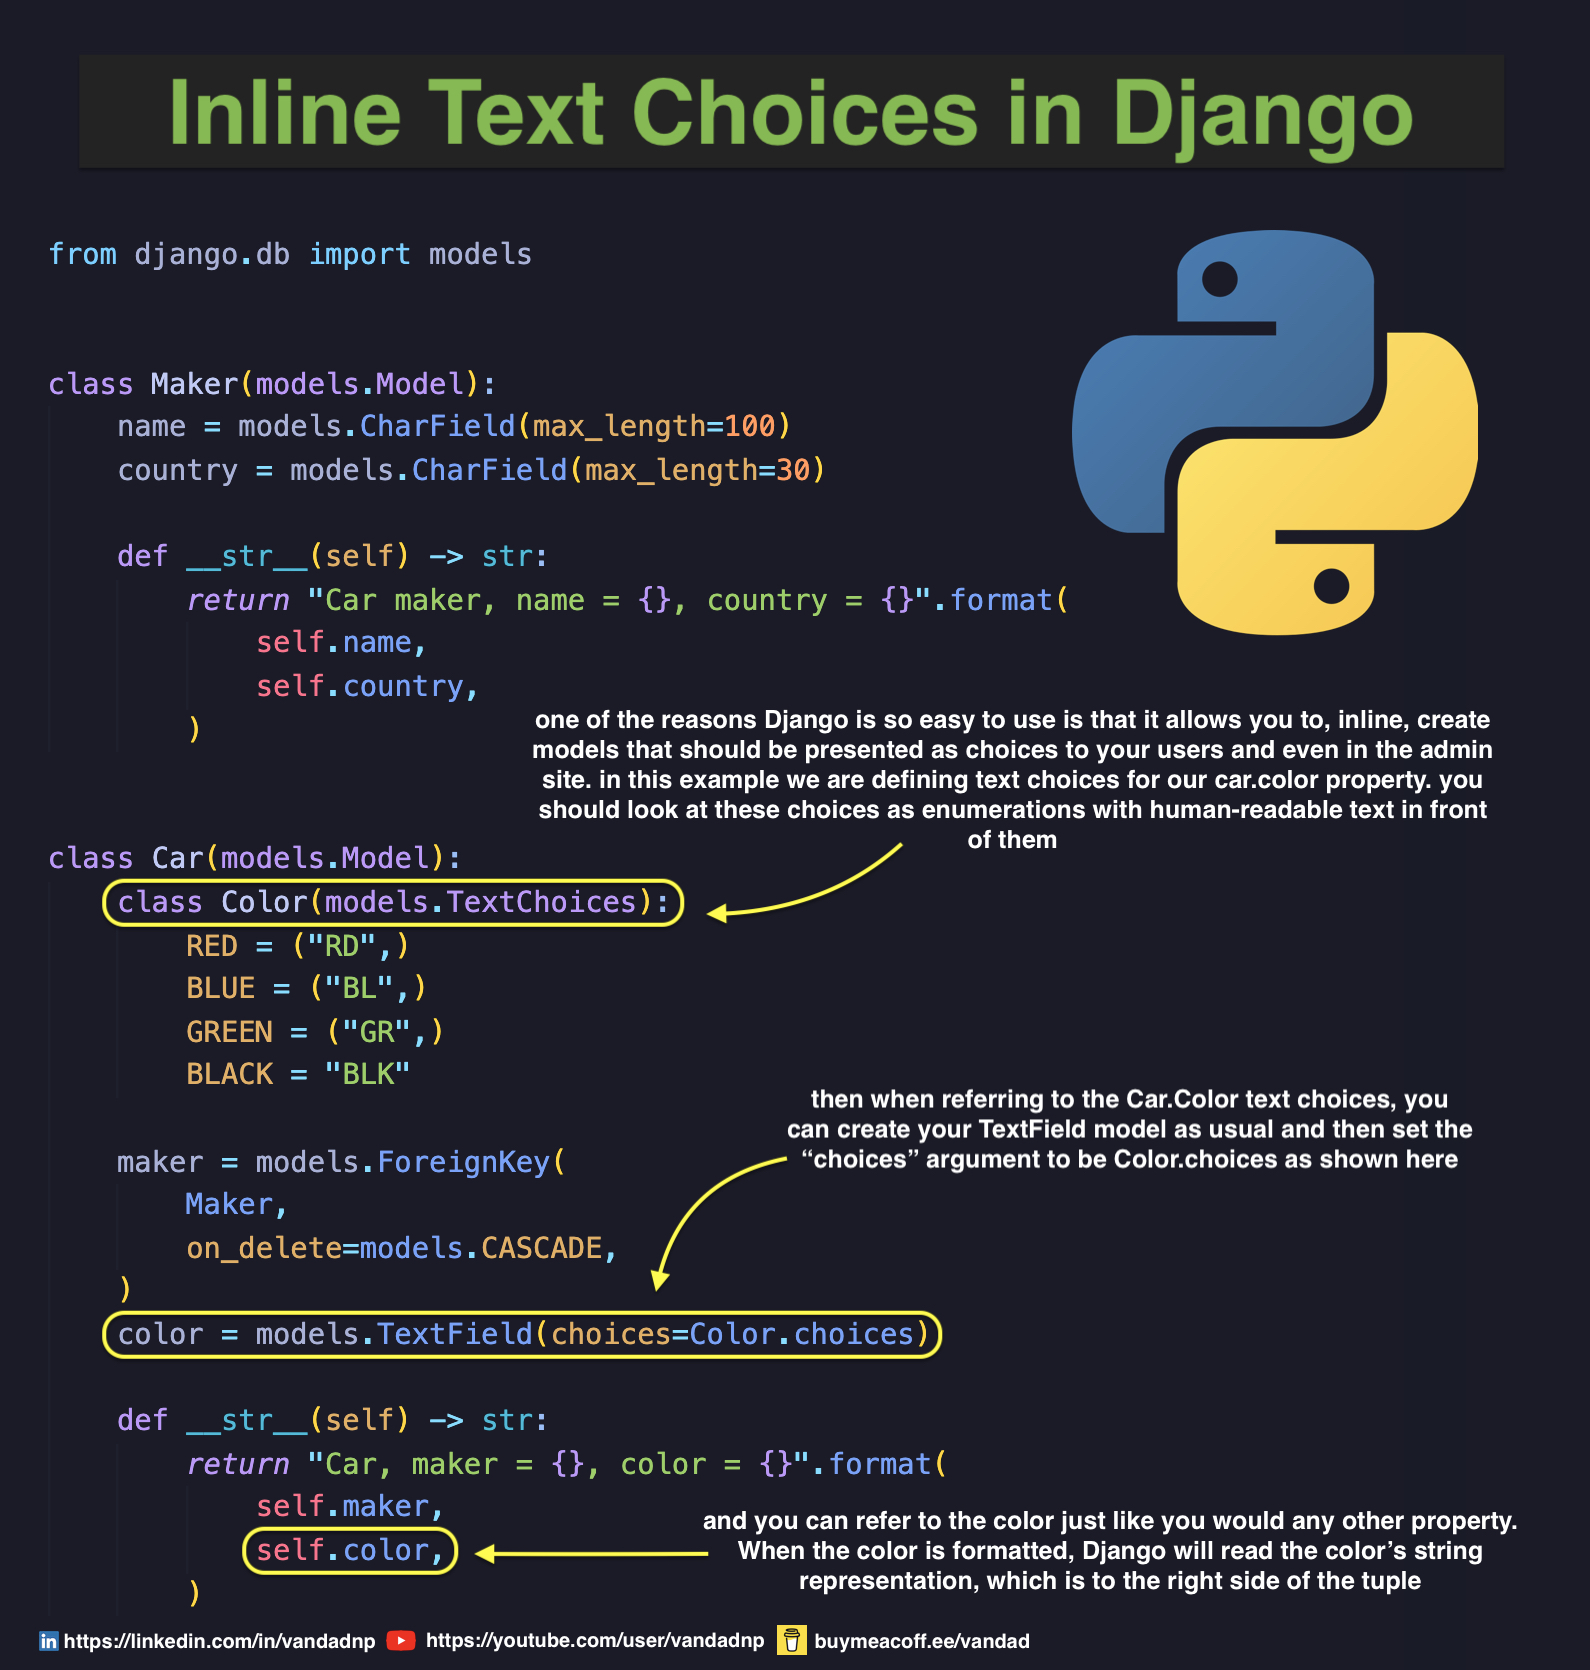 Inline Text Choices in Django
from django.db import models
class Maker(models.Model):
    name = models.CharField(max_length=100)
    country = models.CharField(max_length=30)
    def __str__(self) -> str:
        return "Car maker, name = {}, country = {}".format(
            self.name,
            self.country,
        )
one of the reasons Django is so easy to use is that it allows you to, inline, create
models that should be presented as choices to your users and even in the admin
site. in this example we are defining text choices for our car.color property. you
should look at these choices as enumerations with human-readable text in front
of them
class Car(models.Model):
    class Color(models.TextChoices):
        RED = ("RD",)
        BLUE = ("BL",)
        GREEN = ("GR",)
        BLACK = "BLK"
then when referring to the Car.Color text choices, you
can create your TextField model as usual and then set the
“choices” argument to be Color.choices as shown here
    maker = models.ForeignKey(
        Maker,
        on_delete=models.CASCADE,
    )
    color = models.TextField(choices=Color.choices)
    def __str__(self) -> str:
        return "Car, maker = {}, color = {}".format(
            self.maker,
            self.color,
        )
and you can refer to the color just like you would any other property.
When the color is formatted, Django will read the color’s string
representation, which is to the right side of the tuple
in https://linkedin.com/in/vandadnp https://youtube.com/user/vandadnp buymeacoff.ee/vandad